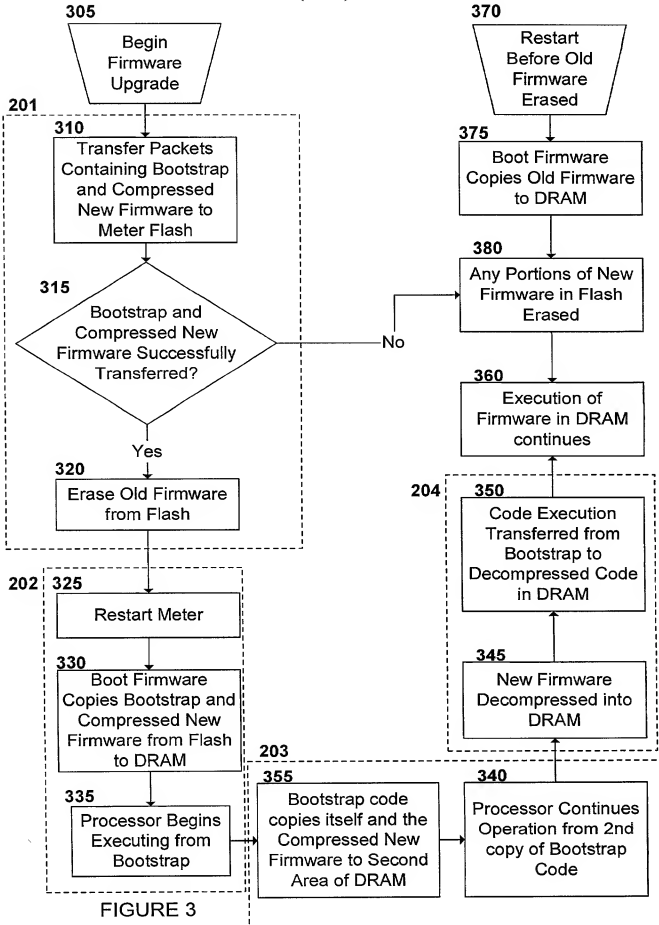 305
Begin
Firmware
Upgrade
201
310
Transfer Packets
Containing Bootstrap
and Compressed
New Firmware to
Meter Flash
315
Bootstrap and
Compressed New
Firmware Successfully
Transferred?
No
Yes
320
Erase Old Firmware
from Flash
202
325
Restart Meter
330
Boot Firmware
Copies Bootstrap and
Compressed New
Firmware from Flash
to DRAM
335
Processor Begins
Executing from
Bootstrap
203
355
Bootstrap code
copies itself and the
Compressed New
Firmware to Second
Area of DRAM
340
Processor Continues
Operation from 2nd
copy of Bootstrap
Code
204
345
New Firmware
Decompressed into
DRAM
350
Code Execution
Transferred from
Bootstrap to
Decompressed Code
in DRAM
360
Execution of
Firmware in DRAM
continues
370
Restart
Before Old
Firmware
Erased
375
Boot Firmware
Copies Old Firmware
to DRAM
380
Any Portions of New
Firmware in Flash
Erased
FIGURE 3